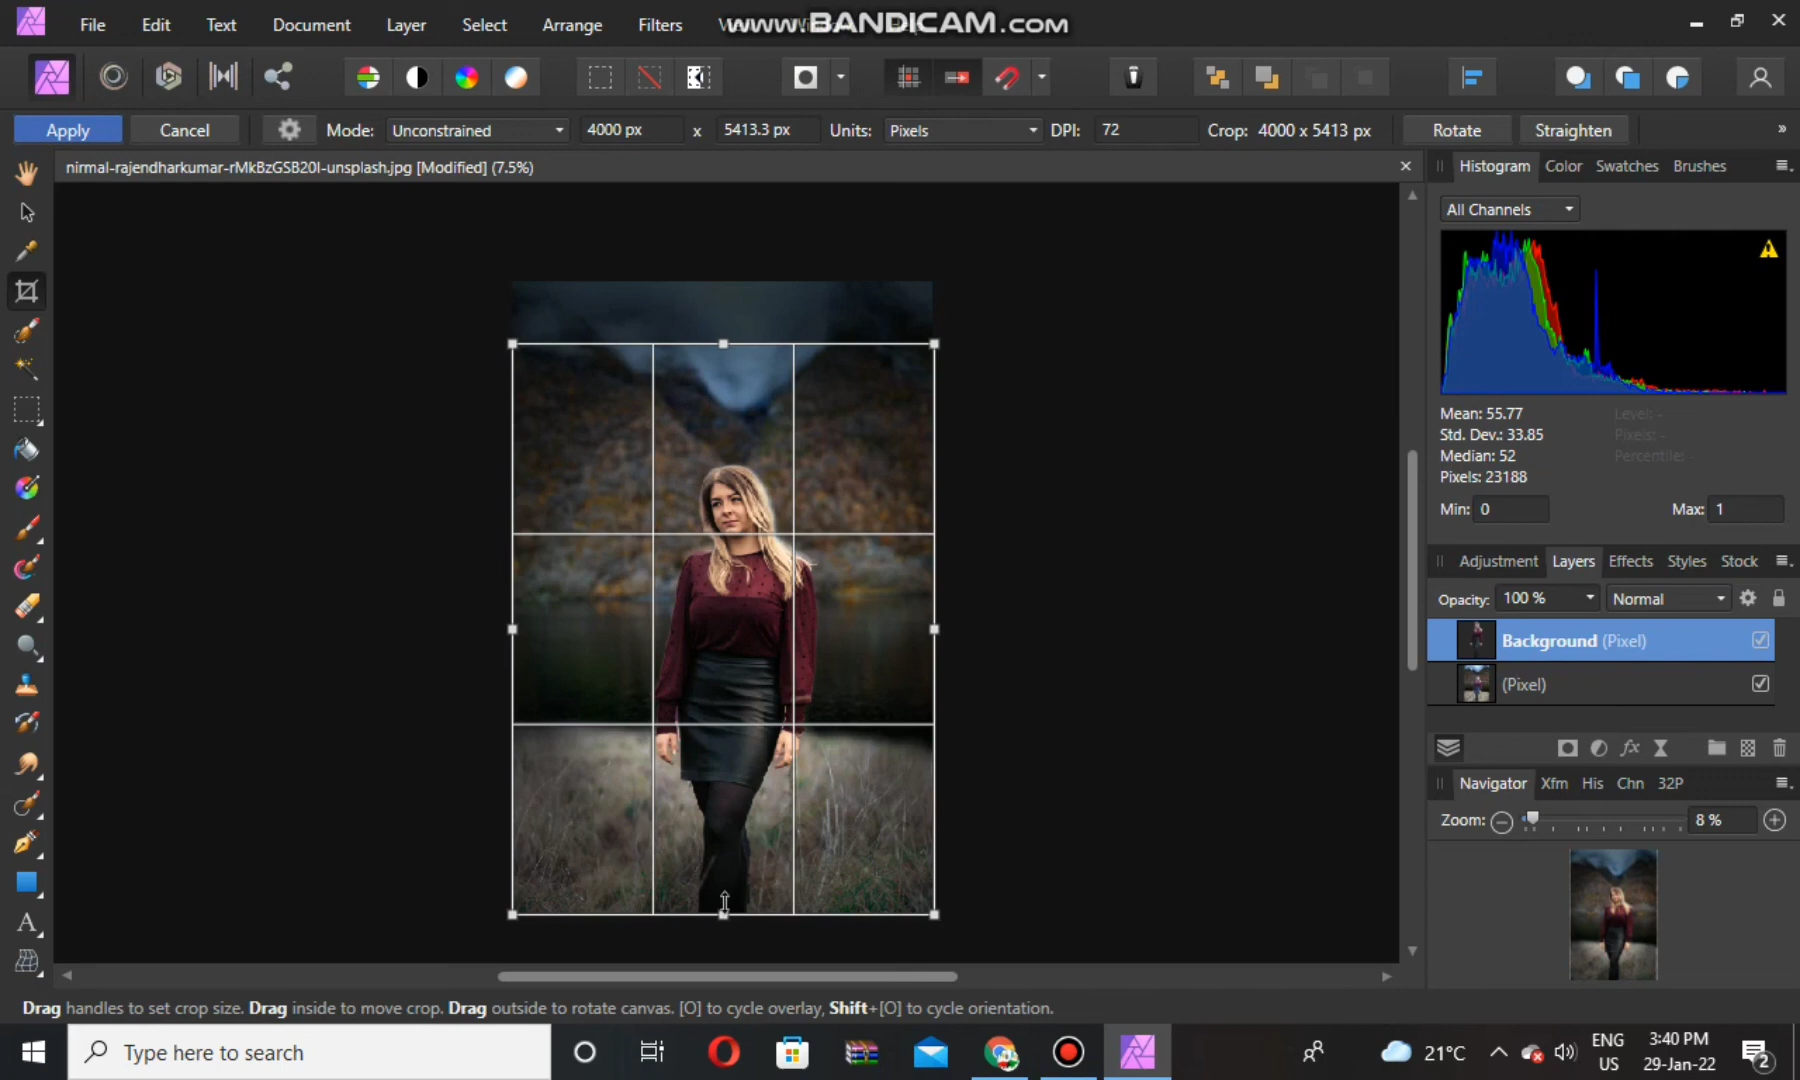 File Edit Text Document Layer Select Arrange Filters
www.BANDICAM.com
Apply Cancel Mode: Unconstrained 4000 px x 5413.3 px Units: Pixels DPI: 72 Crop: 4000 x 5413 px Rotate Straighten »
nirmal-rajendharkumar-rMkBzGSB20I-unsplash.jpg [Modified] (7.5%)
Histogram Color Swatches Brushes
All Channels
Mean: 55.77 Level: -
Std. Dev.: 33.85 Pixels: -
Median: 52 Percentile: -
Pixels: 23188
Min: 0 Max: 1
Adjustment Layers Effects Styles Stock
Opacity: 100 % Normal
Background (Pixel)
(Pixel)
fx
Navigator Xfm His Chn 32P
Zoom: 8 %
A
Drag handles to set crop size. Drag inside to move crop. Drag outside to rotate canvas. [O] to cycle overlay, Shift+[O] to cycle orientation.
Type here to search
21°C
ENG
US
3:40 PM
29-Jan-22
2